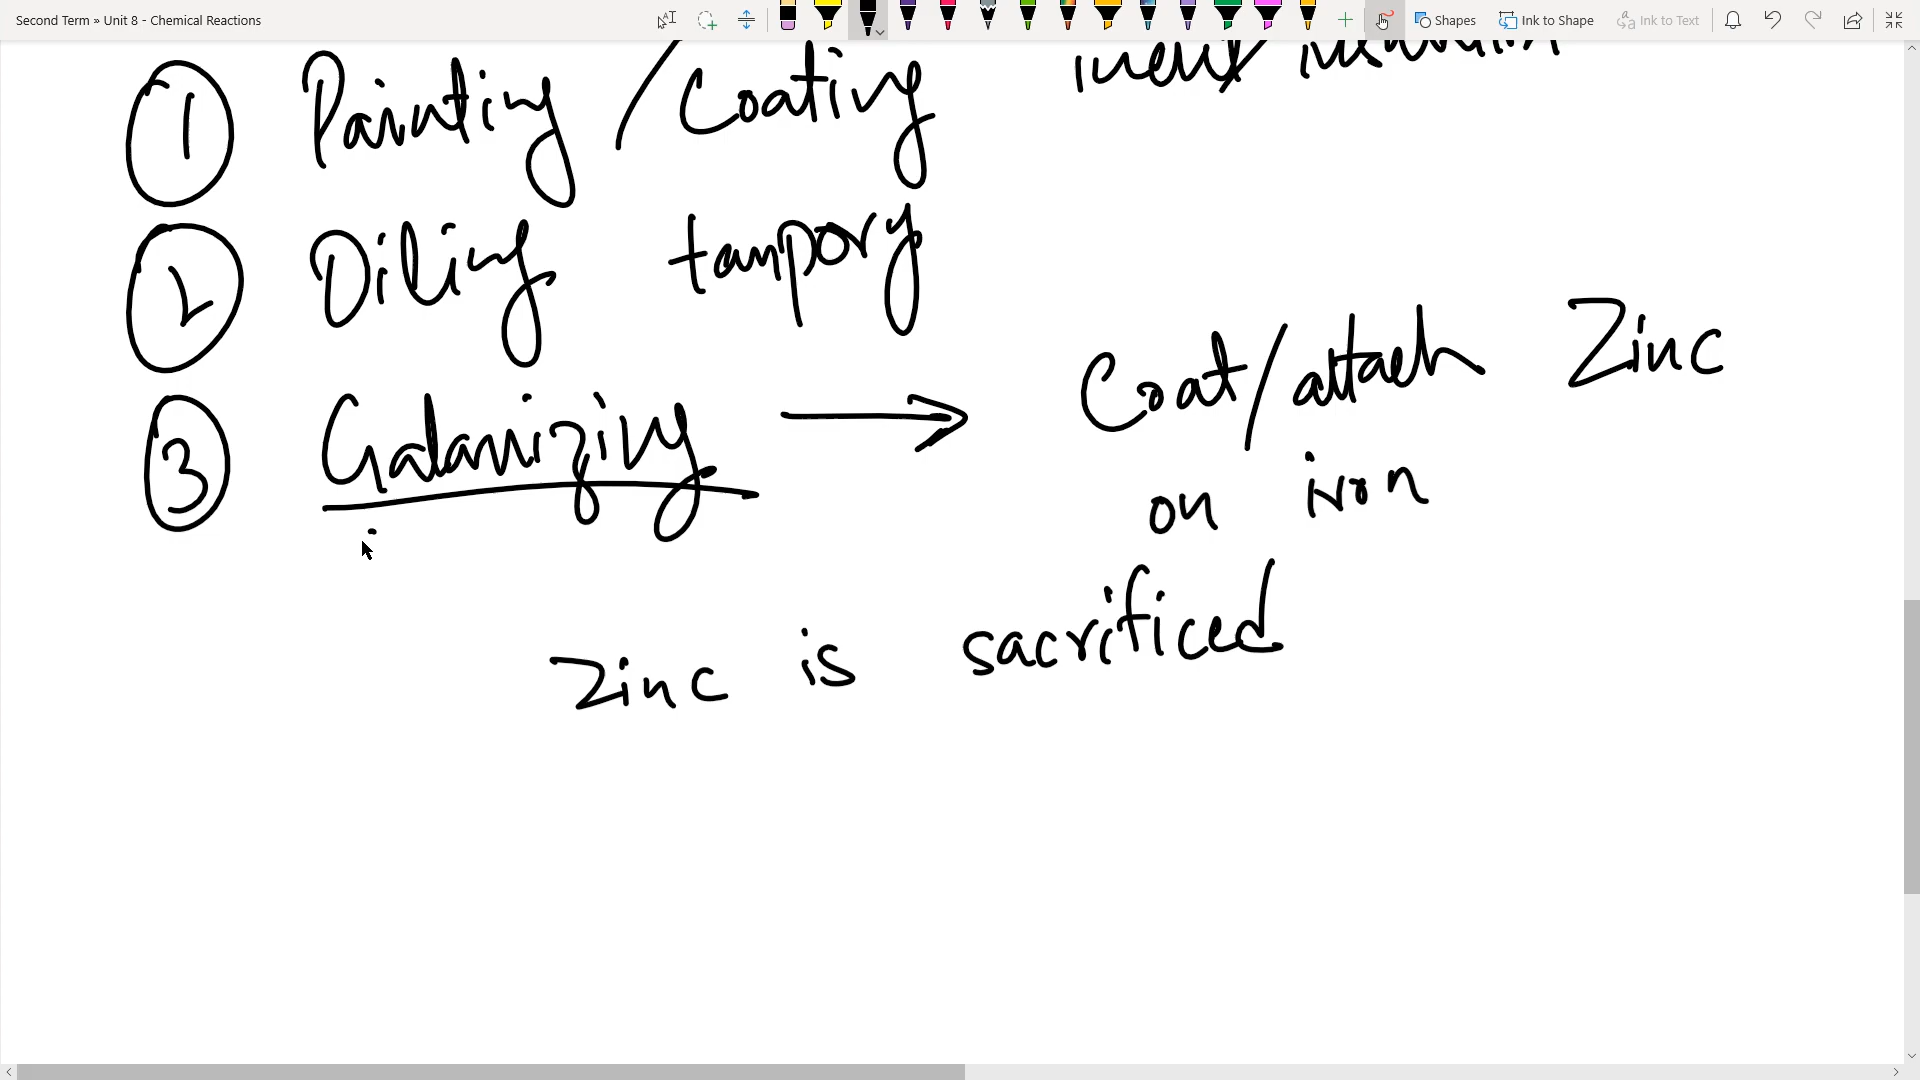 Second Term » Unit 8 - Chemical Reactions
Shapes
Ink to Shape
Ink to Text
1 Painting / Coating
2 Oiling tampory
3 Galanizing → Coat/attach Zinc
on iron
Zinc is sacrificed